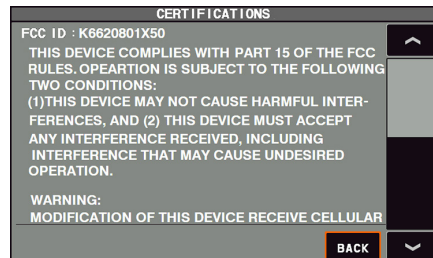 CERTIFICATIONS
FCC ID : K6620801X50
THIS DEVICE COMPLIES WITH PART 15 OF THE FCC
RULES. OPEARTION IS SUBJECT TO THE FOLLOWING
TWO CONDITIONS:
(1)THIS DEVICE MAY NOT CAUSE HARMFUL INTER-
FERENCES, AND (2) THIS DEVICE MUST ACCEPT
ANY INTERFERENCE RECEIVED, INCLUDING
INTERFERENCE THAT MAY CAUSE UNDESIRED
OPERATION.
WARNING:
MODIFICATION OF THIS DEVICE RECEIVE CELLULAR
BACK